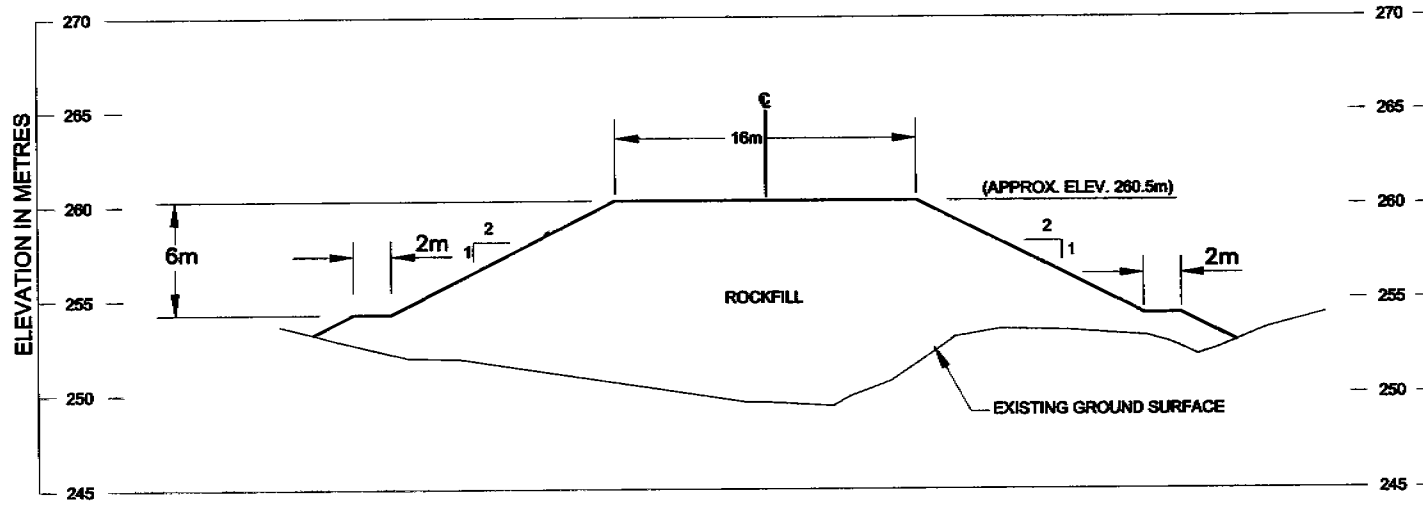 270 270
℄
265 265
16m
(APPROX. ELEV. 260.5m)
260 260
2 2
6m 2m 1 1 2m
255 ROCKFILL 255
250 250
EXISTING GROUND SURFACE
245 245
ELEVATION IN METRES